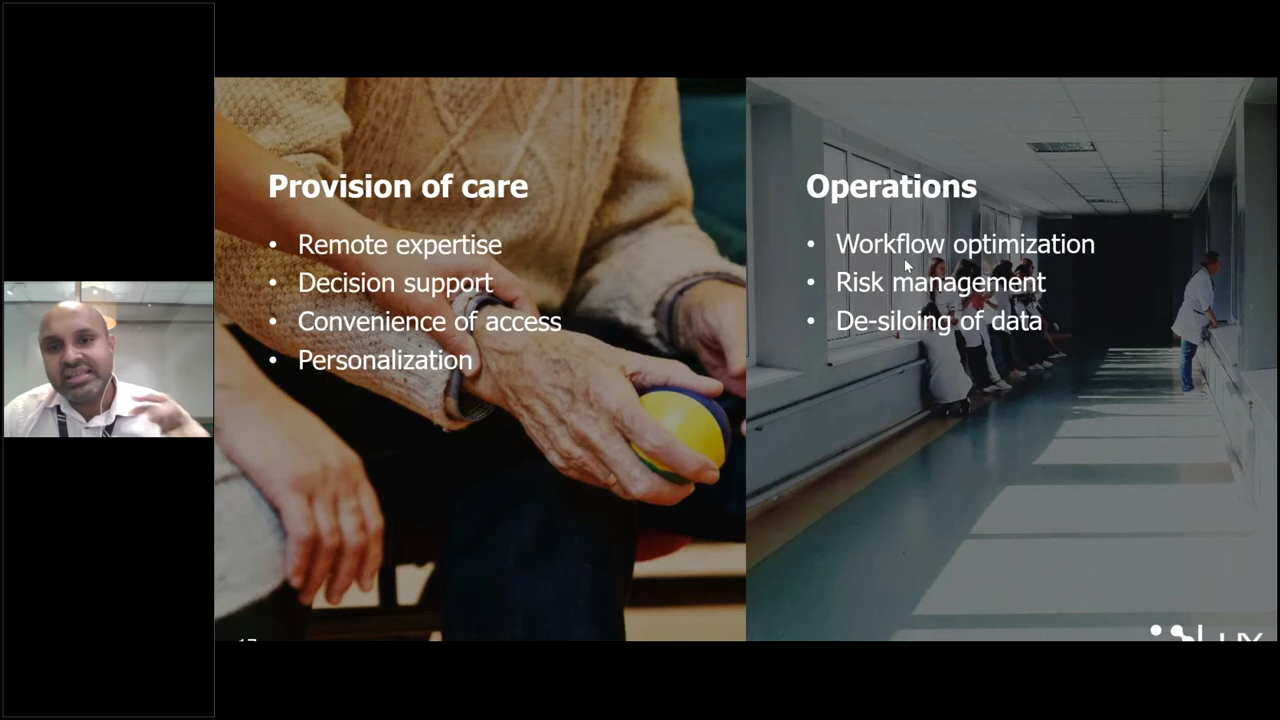 Provision of care
• Remote expertise
• Decision support
• Convenience of access
• Personalization
Operations
• Workflow optimization
• Risk management
• De-siloing of data